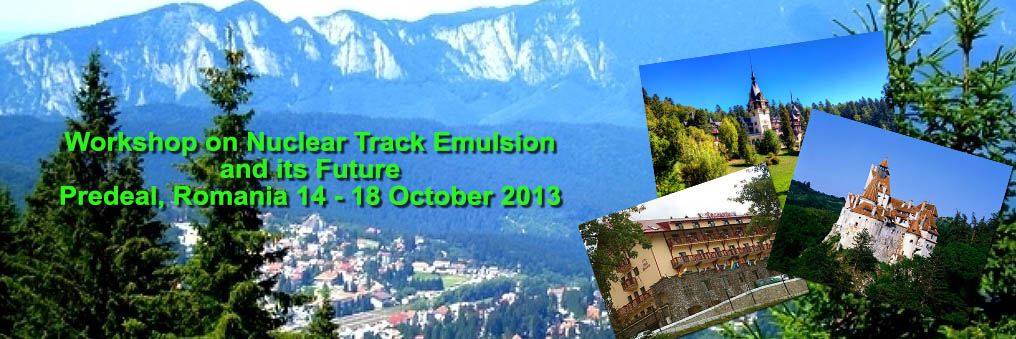 Workshop on Nuclear Track Emulsion
and its Future
Predeal, Romania 14 - 18 October 2013